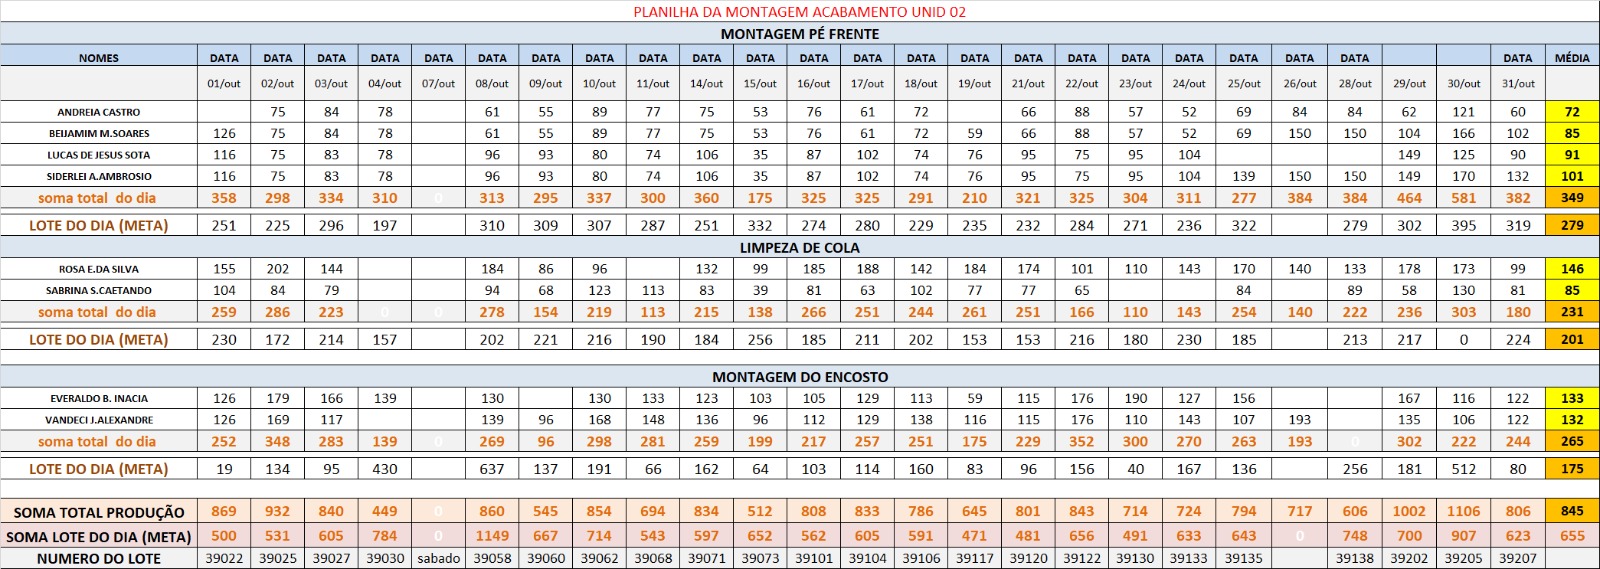 PLANILHA DA MONTAGEM ACABAMENTO UNID 02
MONTAGEM PÉ FRENTE
NOMES DATA DATA DATA DATA DATA DATA DATA DATA DATA DATA DATA DATA DATA DATA DATA DATA DATA DATA DATA DATA DATA DATA DATA MÉDIA
01/out 02/out 03/out 04/out 07/out 08/out 09/out 10/out 11/out 14/out 15/out 16/out 17/out 18/out 19/out 21/out 22/out 23/out 24/out 25/out 26/out 28/out 29/out 30/out 31/out
ANDREIA CASTRO 75 84 78 61 55 89 77 75 53 76 61 72 66 88 57 52 69 84 84 62 121 60 72
BEIJAMIM M.SOARES 126 75 84 78 61 55 89 77 75 53 76 61 72 59 66 88 57 52 69 150 150 104 166 102 85
LUCAS DE JESUS SOTA 116 75 83 78 96 93 80 74 106 35 87 102 74 76 95 75 95 104 149 125 90 91
SIDERLEI A.AMBROSIO 116 75 83 78 96 93 80 74 106 35 87 102 74 76 95 75 95 104 139 150 150 149 170 132 101
soma total do dia 358 298 334 310 0 313 295 337 300 360 175 325 325 291 210 321 325 304 311 277 384 384 464 581 382 349
LOTE DO DIA (META) 251 225 296 197 310 309 307 287 251 332 274 280 229 235 232 284 271 236 322 279 302 395 319 279
LIMPEZA DE COLA
ROSA E.DA SILVA 155 202 144 184 86 96 132 99 185 188 142 184 174 101 110 143 170 140 133 178 173 99 146
SABRINA S.CAETANDO 104 84 79 94 68 123 113 83 39 81 63 102 77 77 65 84 89 58 130 81 85
soma total do dia 259 286 223 0 0 278 154 219 113 215 138 266 251 244 261 251 166 110 143 254 140 222 236 303 180 231
LOTE DO DIA (META) 230 172 214 157 202 221 216 190 184 256 185 211 202 153 153 216 180 230 185 213 217 0 224 201
MONTAGEM DO ENCOSTO
EVERALDO B. INACIA 126 179 166 139 130 130 133 123 103 105 129 113 59 115 176 190 127 156 167 116 122 133
VANDECI J.ALEXANDRE 126 169 117 139 96 168 148 136 96 112 129 138 116 115 176 110 143 107 193 135 106 122 132
soma total do dia 252 348 283 139 0 269 96 298 281 259 199 217 257 251 175 229 352 300 270 263 193 0 302 222 244 265
LOTE DO DIA (META) 19 134 95 430 637 137 191 66 162 64 103 114 160 83 96 156 40 167 136 256 181 512 80 175
SOMA TOTAL PRODUÇÃO 869 932 840 449 0 860 545 854 694 834 512 808 833 786 645 801 843 714 724 794 717 606 1002 1106 806 845
SOMA LOTE DO DIA (META) 500 531 605 784 0 1149 667 714 543 597 652 562 605 591 471 481 656 491 633 643 0 748 700 907 623 655
NUMERO DO LOTE 39022 39025 39027 39030 sabado 39058 39060 39062 39068 39071 39073 39101 39104 39106 39117 39120 39122 39130 39133 39135 39138 39202 39205 39207